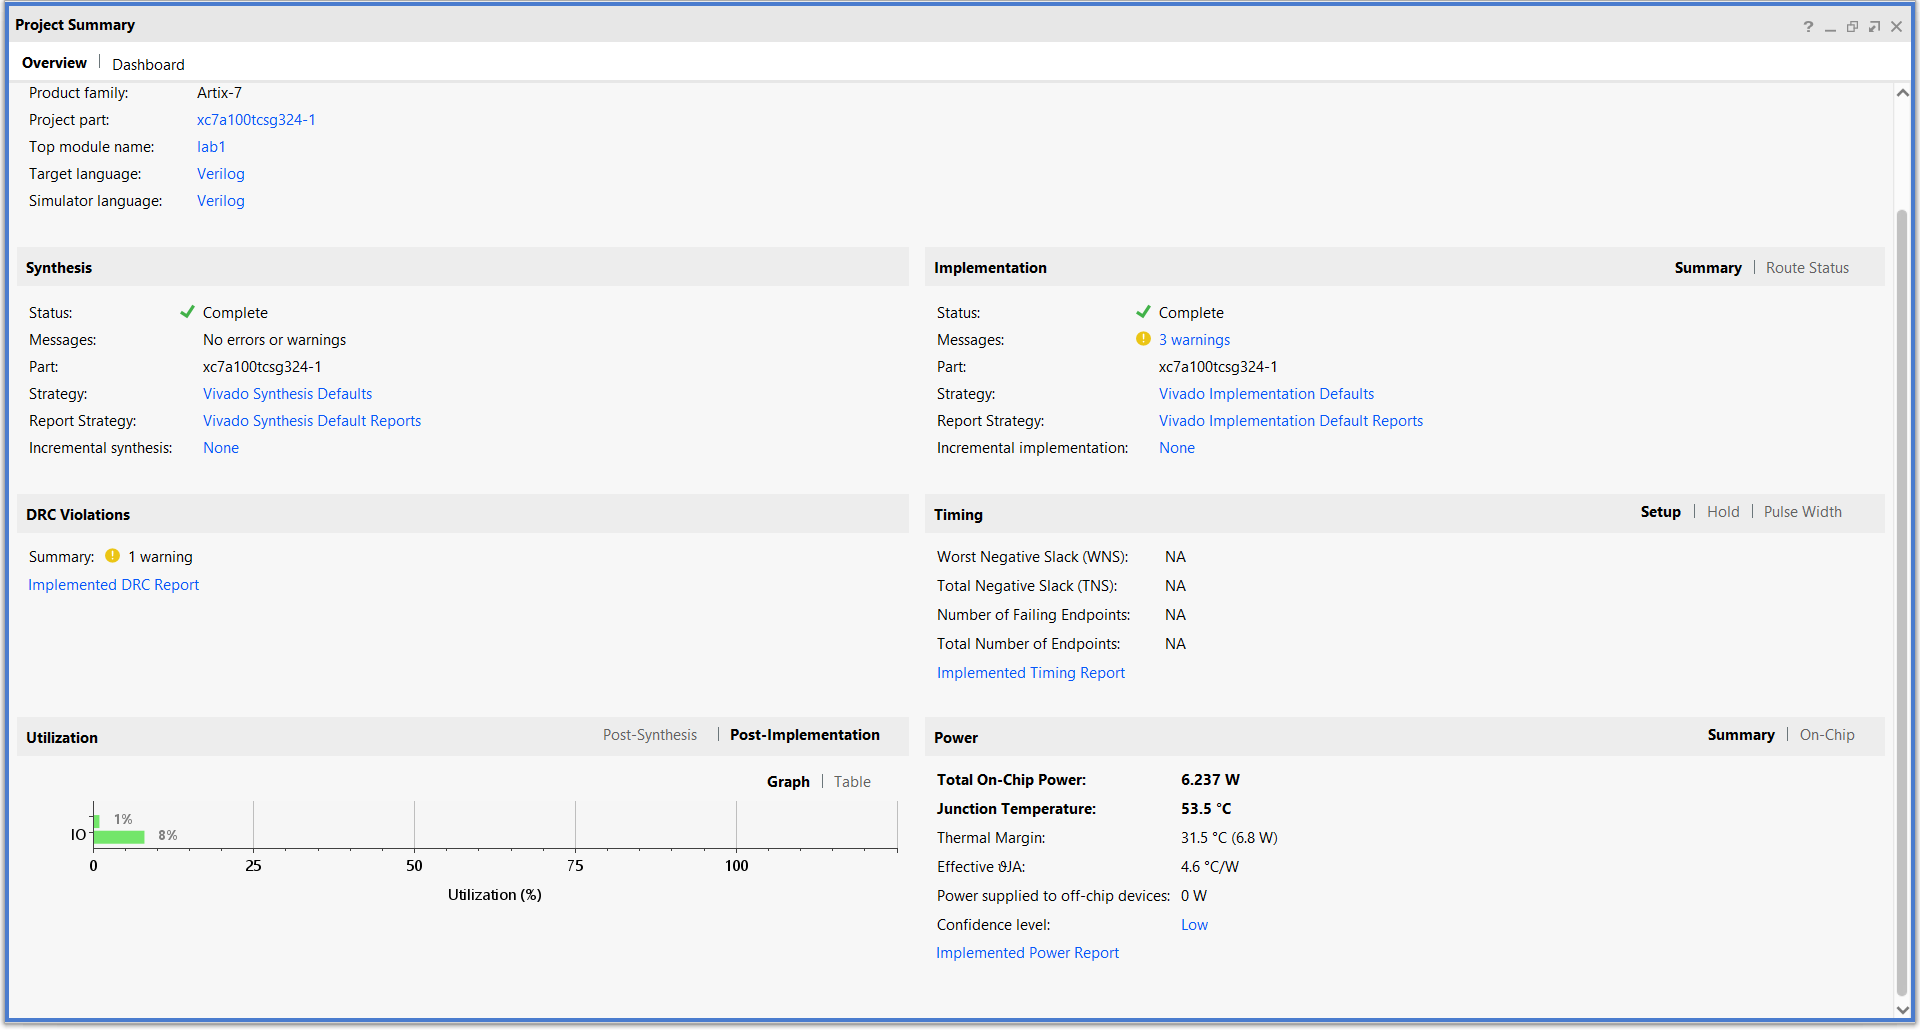 Project Summary
Overview | Dashboard
Product family: Artix-7
Project part: xc7a100tcsg324-1
Top module name: lab1
Target language: Verilog
Simulator language: Verilog
Synthesis
Status: Complete
Messages: No errors or warnings
Part: xc7a100tcsg324-1
Strategy: Vivado Synthesis Defaults
Report Strategy: Vivado Synthesis Default Reports
Incremental synthesis: None
Implementation Summary | Route Status
Status: Complete
Messages: 3 warnings
Part: xc7a100tcsg324-1
Strategy: Vivado Implementation Defaults
Report Strategy: Vivado Implementation Default Reports
Incremental implementation: None
DRC Violations
Summary: 1 warning
Implemented DRC Report
Timing Setup | Hold | Pulse Width
Worst Negative Slack (WNS): NA
Total Negative Slack (TNS): NA
Number of Failing Endpoints: NA
Total Number of Endpoints: NA
Implemented Timing Report
Utilization Post-Synthesis | Post-Implementation
Graph | Table
1%
IO 8%
0 25 50 75 100
Utilization (%)
Power Summary | On-Chip
Total On-Chip Power: 6.237 W
Junction Temperature: 53.5 °C
Thermal Margin: 31.5 °C (6.8 W)
Effective ϑJA: 4.6 °C/W
Power supplied to off-chip devices: 0 W
Confidence level: Low
Implemented Power Report